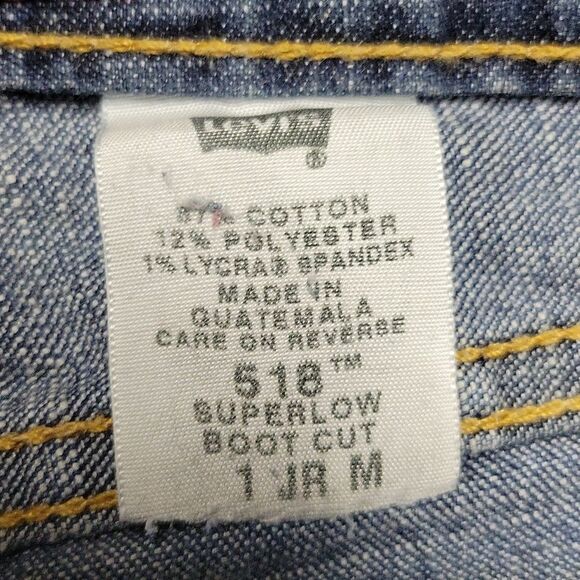 Levi's
®
87% COTTON
12% POLYESTER
1% LYCRA® SPANDEX
MADE IN
GUATEMALA
CARE ON REVERSE
518™
SUPERLOW
BOOT CUT
1 JR M